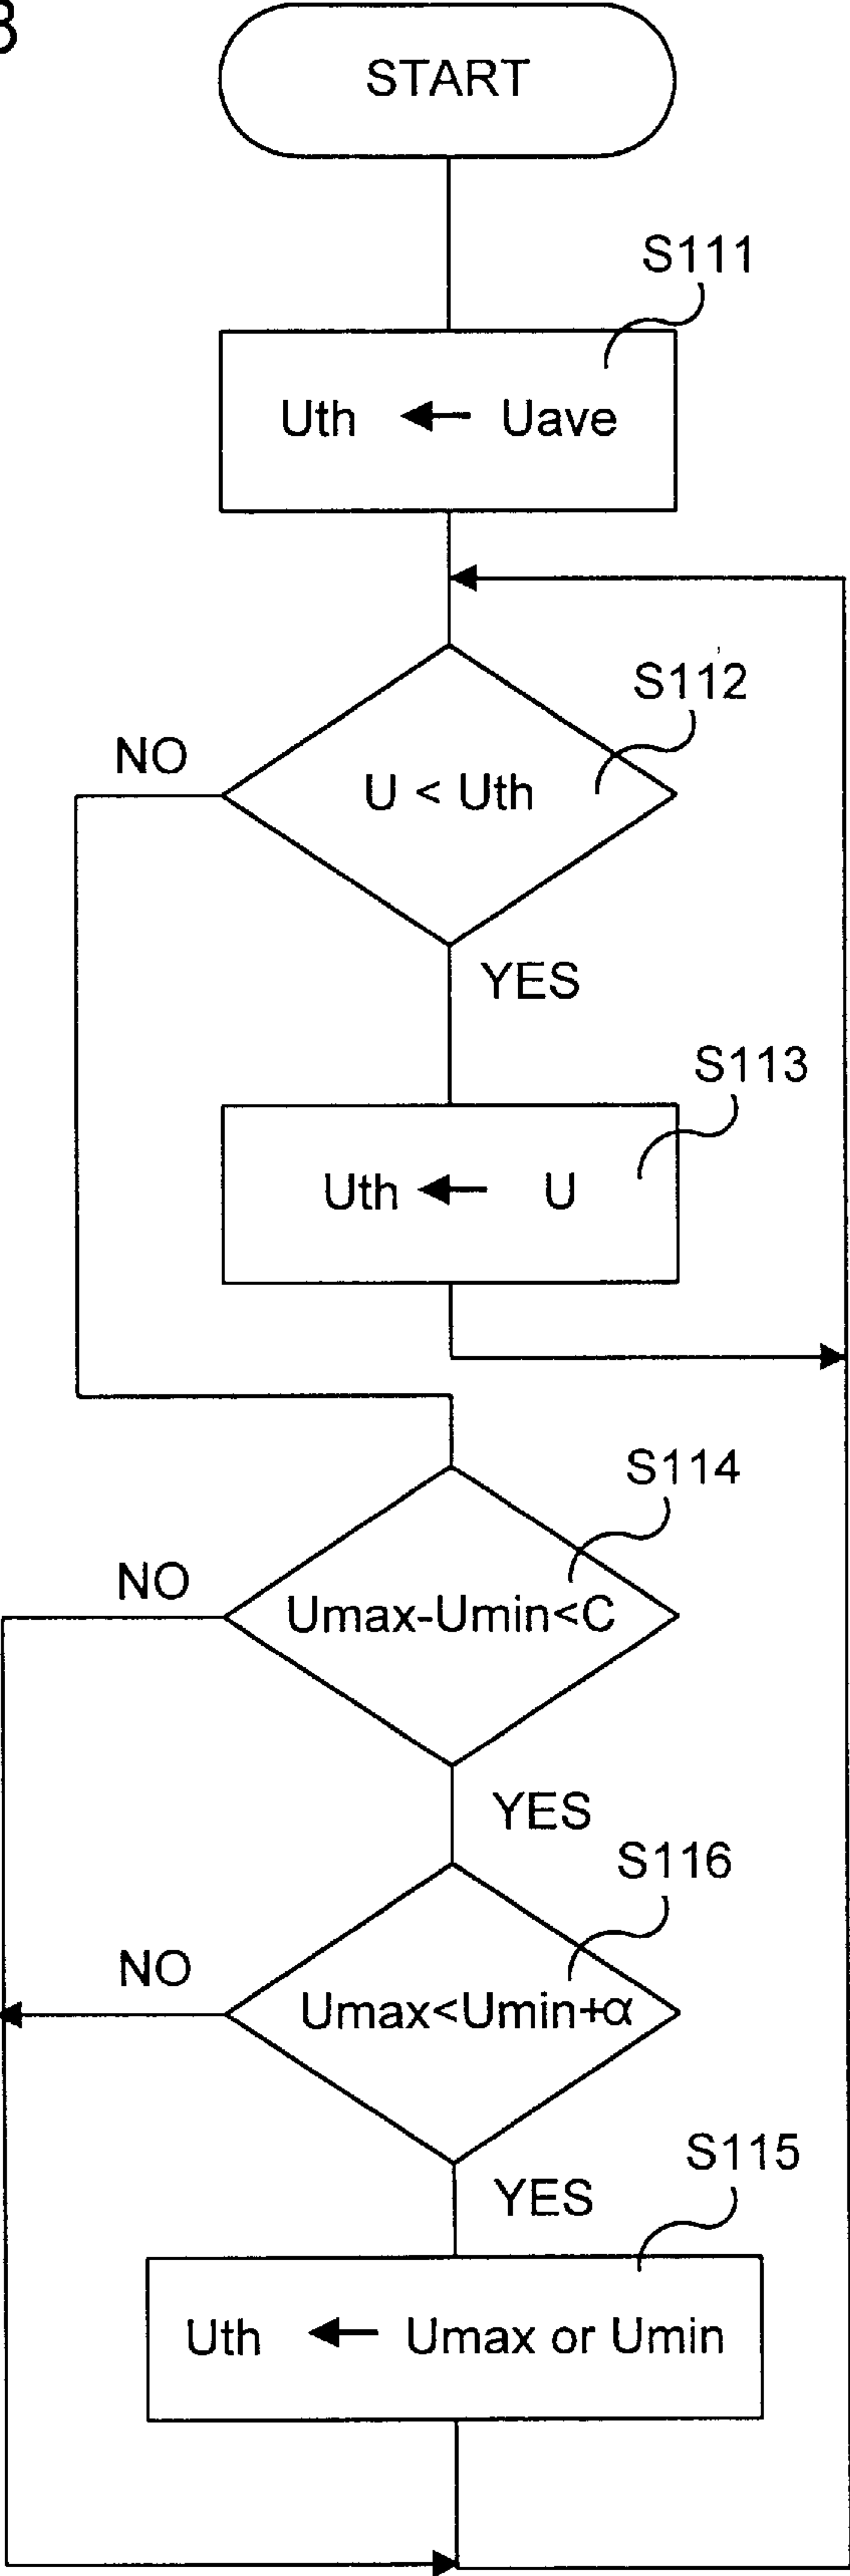 START
S111
Uth ← Uave
S112
NO
U < Uth
YES
S113
Uth ← U
S114
NO
Umax-Umin<C
YES
S116
NO
Umax<Umin+α
YES
S115
Uth ← Umax or Umin